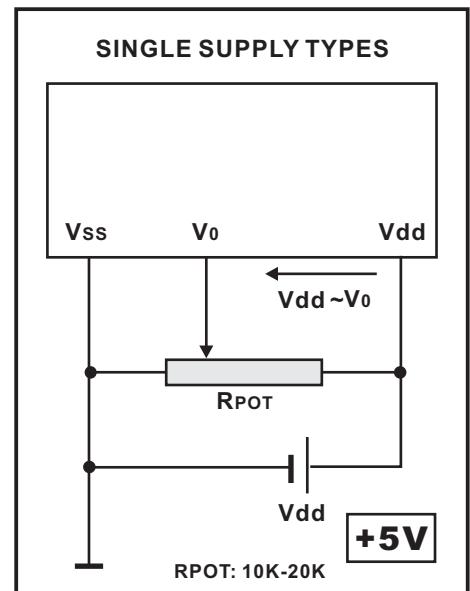 SINGLE SUPPLY TYPES
Vss V0 Vdd
Vdd ~V0
RPOT
Vdd
+5V
RPOT: 10K-20K